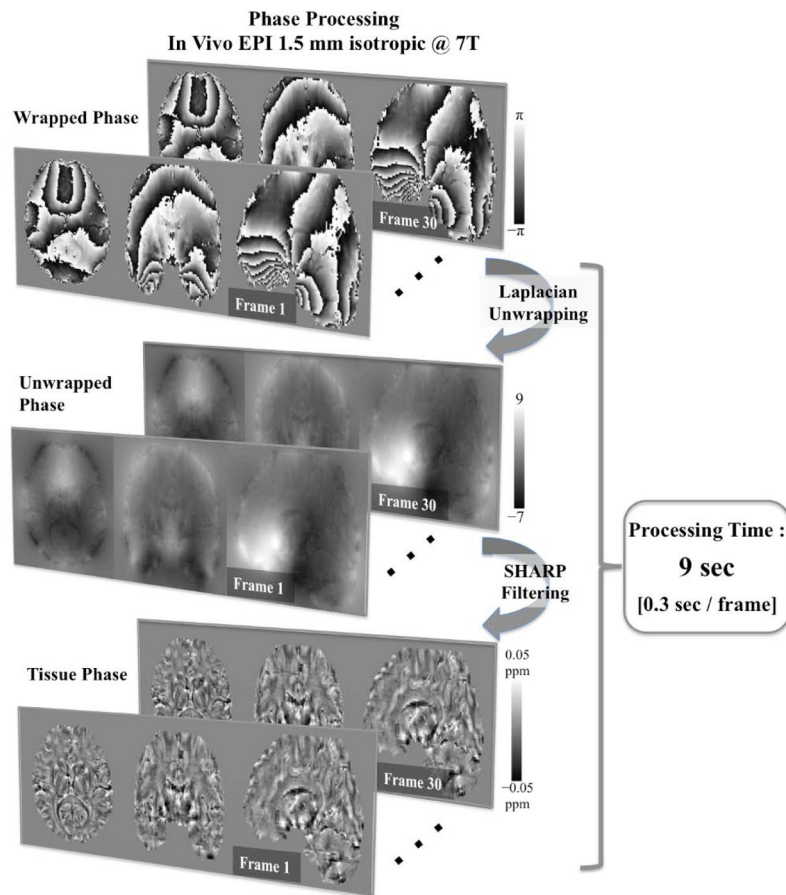 Phase Processing
In Vivo EPI 1.5 mm isotropic @ 7T
Wrapped Phase
π
−π
Frame 30
Frame 1
Laplacian
Unwrapping
Unwrapped
Phase
9
−7
Frame 30
Frame 1
SHARP
Filtering
Processing Time :
9 sec
[0.3 sec / frame]
Tissue Phase
0.05
ppm
−0.05
ppm
Frame 30
Frame 1